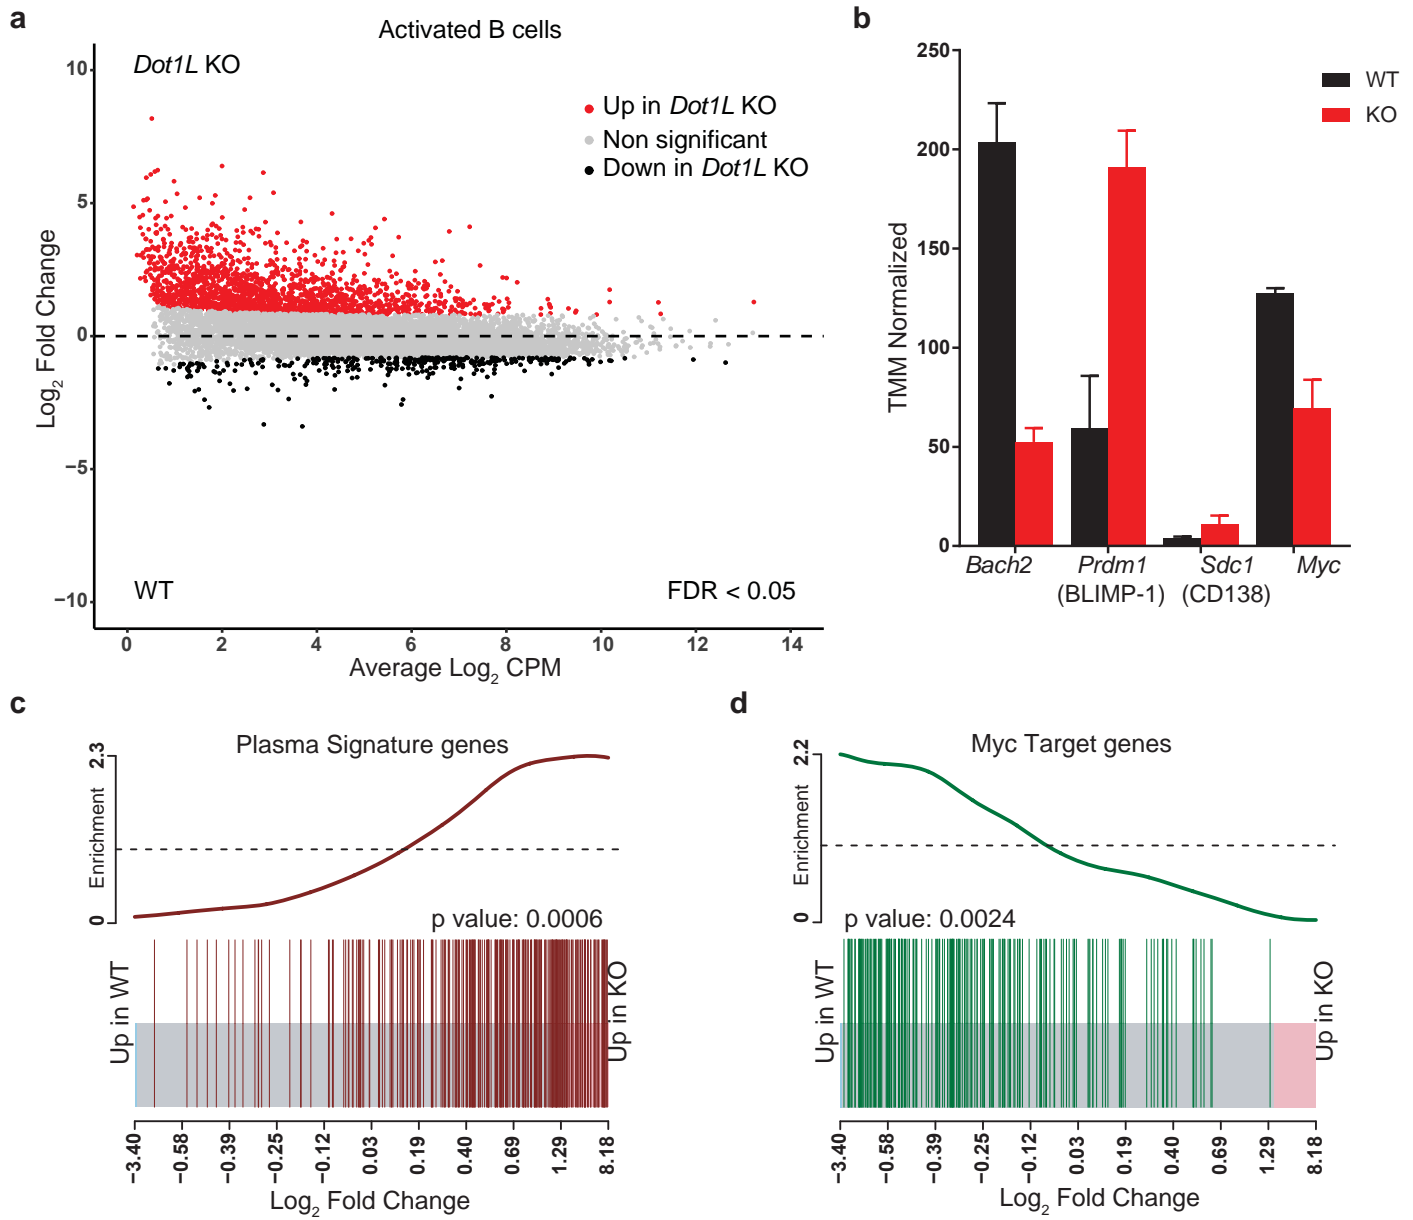 a
Activated B cells
Dot1L KO
Up in Dot1L KO
Non significant
Down in Dot1L KO
10
5
0
−5
−10
Log2 Fold Change
WT
FDR < 0.05
0 2 4 6 8 10 12 14
Average Log2 CPM
b
250
200
150
100
50
0
TMM Normalized
WT
KO
Bach2 Prdm1 Sdc1 Myc
(BLIMP-1) (CD138)
c
Plasma Signature genes
2.3
0
Enrichment
p value: 0.0006
Up in WT
Up in KO
−3.40 −0.58 −0.39 −0.25 −0.12 0.03 0.19 0.40 0.69 1.29 8.18
Log2 Fold Change
d
Myc Target genes
2.2
0
Enrichment
p value: 0.0024
Up in WT
Up in KO
−3.40 −0.58 −0.39 −0.25 −0.12 0.03 0.19 0.40 0.69 1.29 8.18
Log2 Fold Change